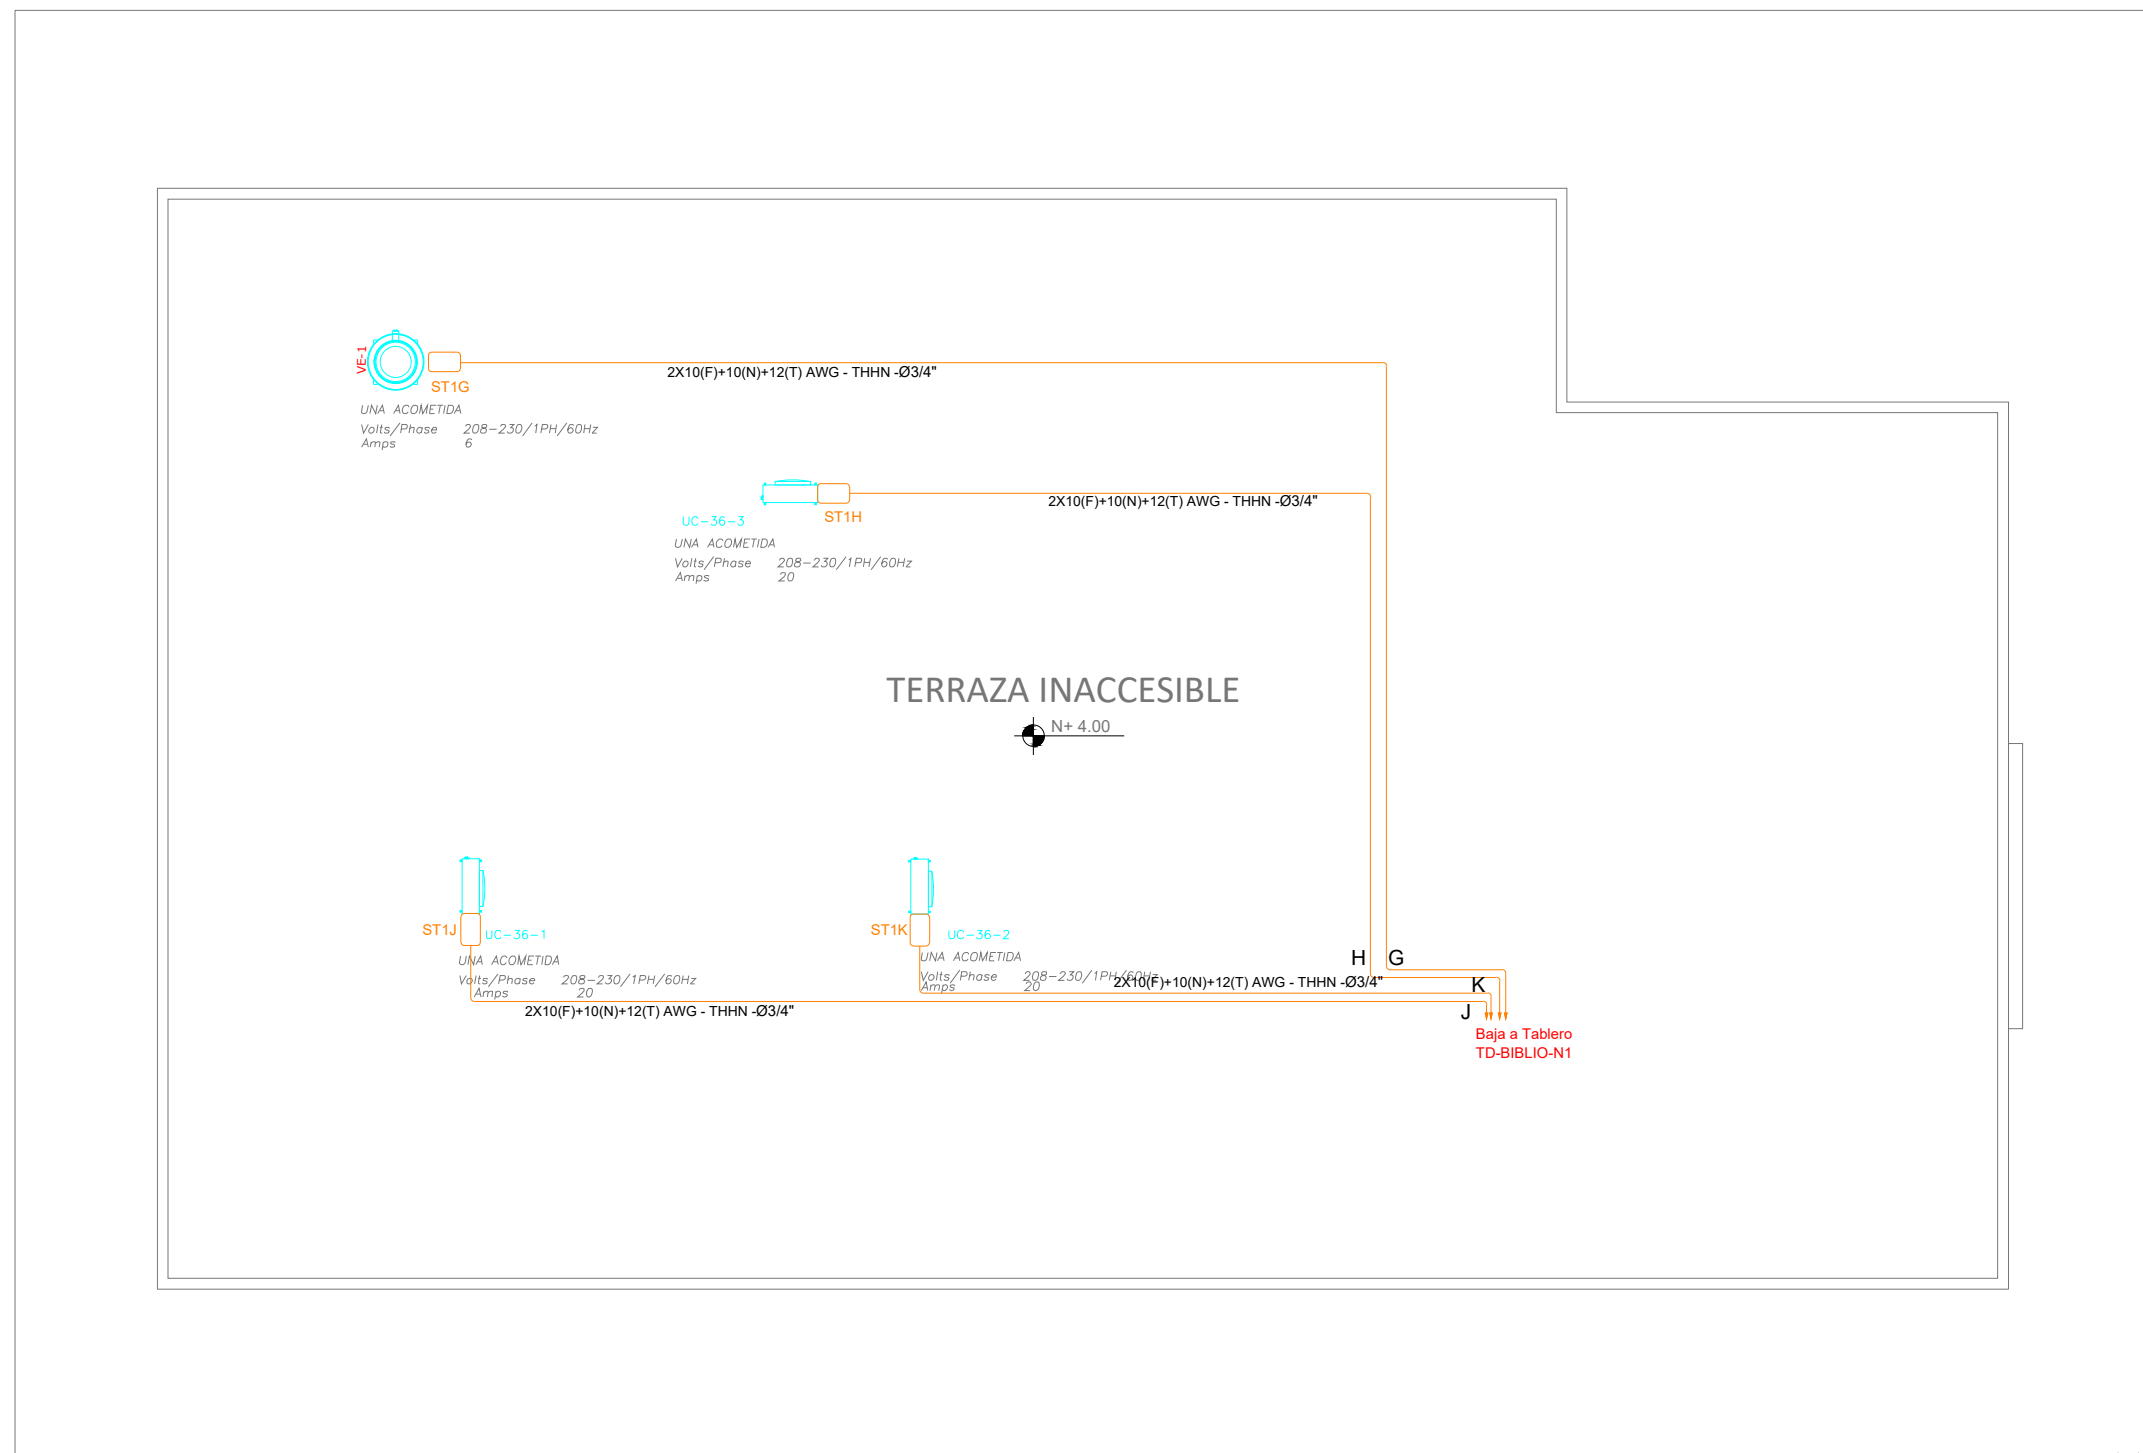 VE-1
ST1G
2X10(F)+10(N)+12(T) AWG - THHN -Ø3/4"
UNA ACOMETIDA
Volts/Phase 208-230/1PH/60Hz
Amps 6
ST1H
2X10(F)+10(N)+12(T) AWG - THHN -Ø3/4"
UC-36-3
UNA ACOMETIDA
Volts/Phase 208-230/1PH/60Hz
Amps 20
TERRAZA INACCESIBLE
N+ 4.00
ST1J
UC-36-1
UNA ACOMETIDA
Volts/Phase 208-230/1PH/60Hz
Amps 20
2X10(F)+10(N)+12(T) AWG - THHN -Ø3/4"
ST1K
UC-36-2
UNA ACOMETIDA
Volts/Phase 208-230/1PH/60Hz
Amps 20
2X10(F)+10(N)+12(T) AWG - THHN -Ø3/4"
H
G
K
J
Baja a Tablero
TD-BIBLIO-N1